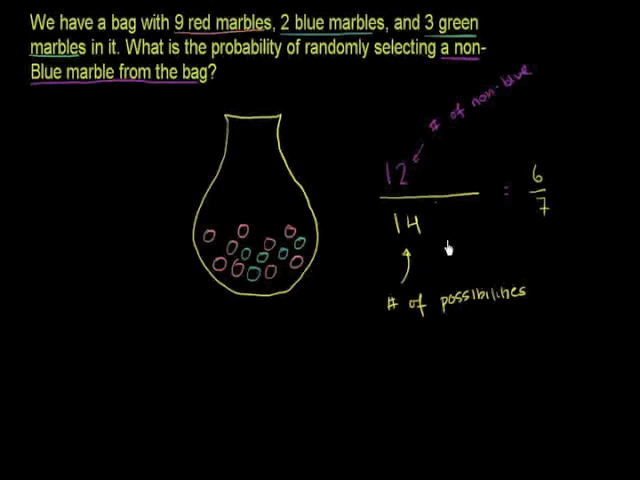 We have a bag with 9 red marbles, 2 blue marbles, and 3 green
marbles in it. What is the probability of randomly selecting a non-
Blue marble from the bag?
# of non-blue
12
14
= 6
7
# of possibilities